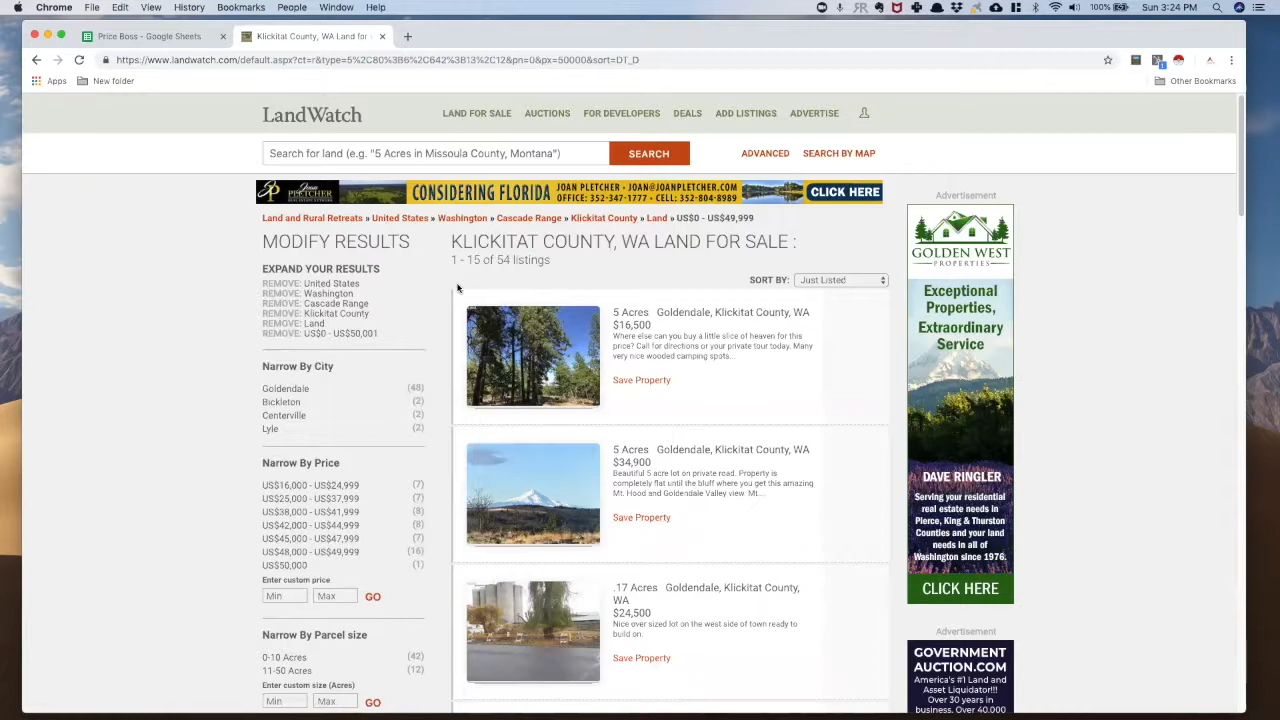 Chrome File Edit View History Bookmarks People Window Help
100% Sun 3:24 PM
Price Boss - Google Sheets
Klickitat County, WA Land for
https://www.landwatch.com/default.aspx?ct=r&type=5%2C80%3B6%2C642%3B13%2C12&pn=0&px=50000&sort=DT_D
Apps New folder Other Bookmarks
LandWatch
LAND FOR SALE AUCTIONS FOR DEVELOPERS DEALS ADD LISTINGS ADVERTISE
Search for land (e.g. "5 Acres in Missoula County, Montana")
SEARCH
ADVANCED SEARCH BY MAP
Joan PLETCHER
CONSIDERING FLORIDA
JOAN PLETCHER • JOAN@JOANPLETCHER.COM
OFFICE: 352-347-1777 • CELL: 352-804-8989
CLICK HERE
Land and Rural Retreats » United States » Washington » Cascade Range » Klickitat County » Land » US$0 - US$49,999
MODIFY RESULTS
EXPAND YOUR RESULTS
REMOVE: United States
REMOVE: Washington
REMOVE: Cascade Range
REMOVE: Klickitat County
REMOVE: Land
REMOVE: US$0 - US$50,001
Narrow By City
Goldendale (48)
Bickleton (2)
Centerville (2)
Lyle (2)
Narrow By Price
US$16,000 - US$24,999 (7)
US$25,000 - US$37,999 (7)
US$38,000 - US$41,999 (8)
US$42,000 - US$44,999 (8)
US$45,000 - US$47,999 (7)
US$48,000 - US$49,999 (16)
US$50,000 (1)
Enter custom price
Min Max GO
Narrow By Parcel size
0-10 Acres (42)
11-50 Acres (12)
Enter custom size (Acres)
Min Max GO
KLICKITAT COUNTY, WA LAND FOR SALE :
1 - 15 of 54 listings
SORT BY: Just Listed
5 Acres Goldendale, Klickitat County, WA
$16,500
Where else can you buy a little slice of heaven for this
price? Call for directions or your private tour today. Many
very nice wooded camping spots...
Save Property
5 Acres Goldendale, Klickitat County, WA
$34,900
Beautiful 5 acre lot on private road. Property is
completely flat until the bluff where you get this amazing
Mt. Hood and Goldendale Valley view Mt....
Save Property
.17 Acres Goldendale, Klickitat County,
WA
$24,500
Nice over sized lot on the west side of town ready to
build on.
Save Property
Advertisement
GOLDEN WEST
PROPERTIES
Exceptional
Properties,
Extraordinary
Service
DAVE RINGLER
Serving your residential
real estate needs in
Pierce, King & Thurston
Counties and your land
needs in all of
Washington since 1976.
CLICK HERE
Advertisement
GOVERNMENT
AUCTION.COM
America's #1 Land and
Asset Liquidator!!!
Over 30 years in
business. Over 40,000